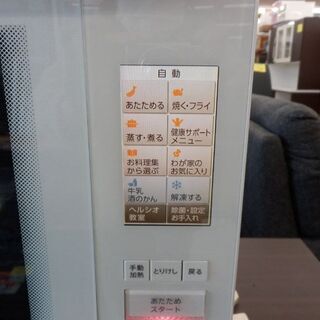 自動
あたためる 焼く・フライ
蒸す・煮る 健康サポート
メニュー
お料理集
から選ぶ
わが家の
お気に入り
牛乳
酒のかん
解凍する
ヘルシオ
教室
除菌・設定
お手入れ
手動
加熱
とりけし
戻る
あたため
スタート